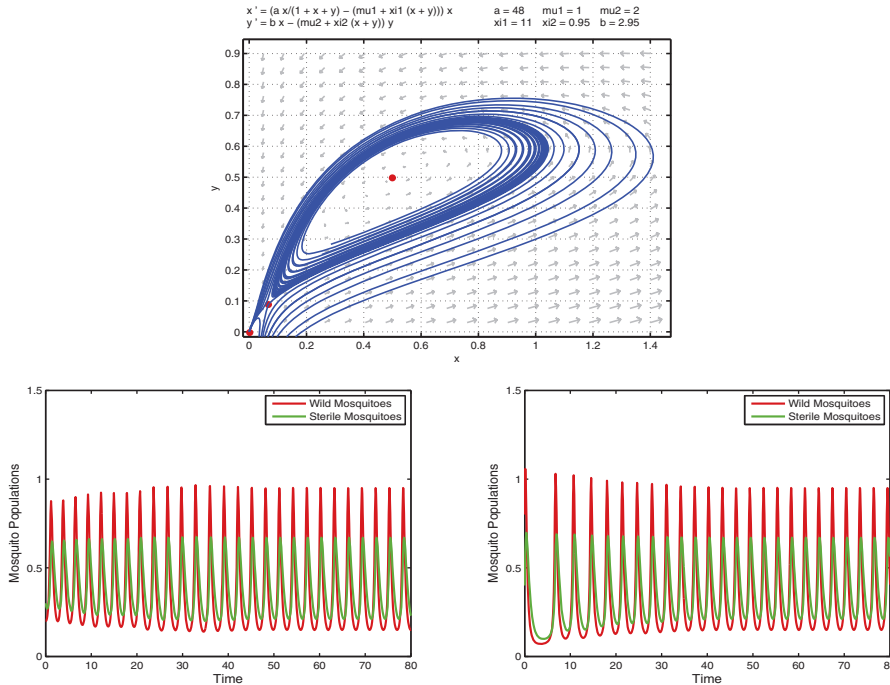 x ' = (a x/(1 + x + y) − (mu1 + xi1 (x + y))) x a = 48 mu1 = 1 mu2 = 2
y ' = b x − (mu2 + xi2 (x + y)) y xi1 = 11 xi2 = 0.95 b = 2.95
0.9
0.8
0.7
0.6
0.5
0.4
0.3
0.2
0.1
0
y
0 0.2 0.4 0.6 0.8 1 1.2 1.4
x
1.5
1
0.5
0
Mosquito Populations
Wild Mosquitoes
Sterile Mosquitoes
0 10 20 30 40 50 60 70 80
Time
1.5
1
0.5
0
Mosquito Populations
Wild Mosquitoes
Sterile Mosquitoes
0 10 20 30 40 50 60 70 80
Time